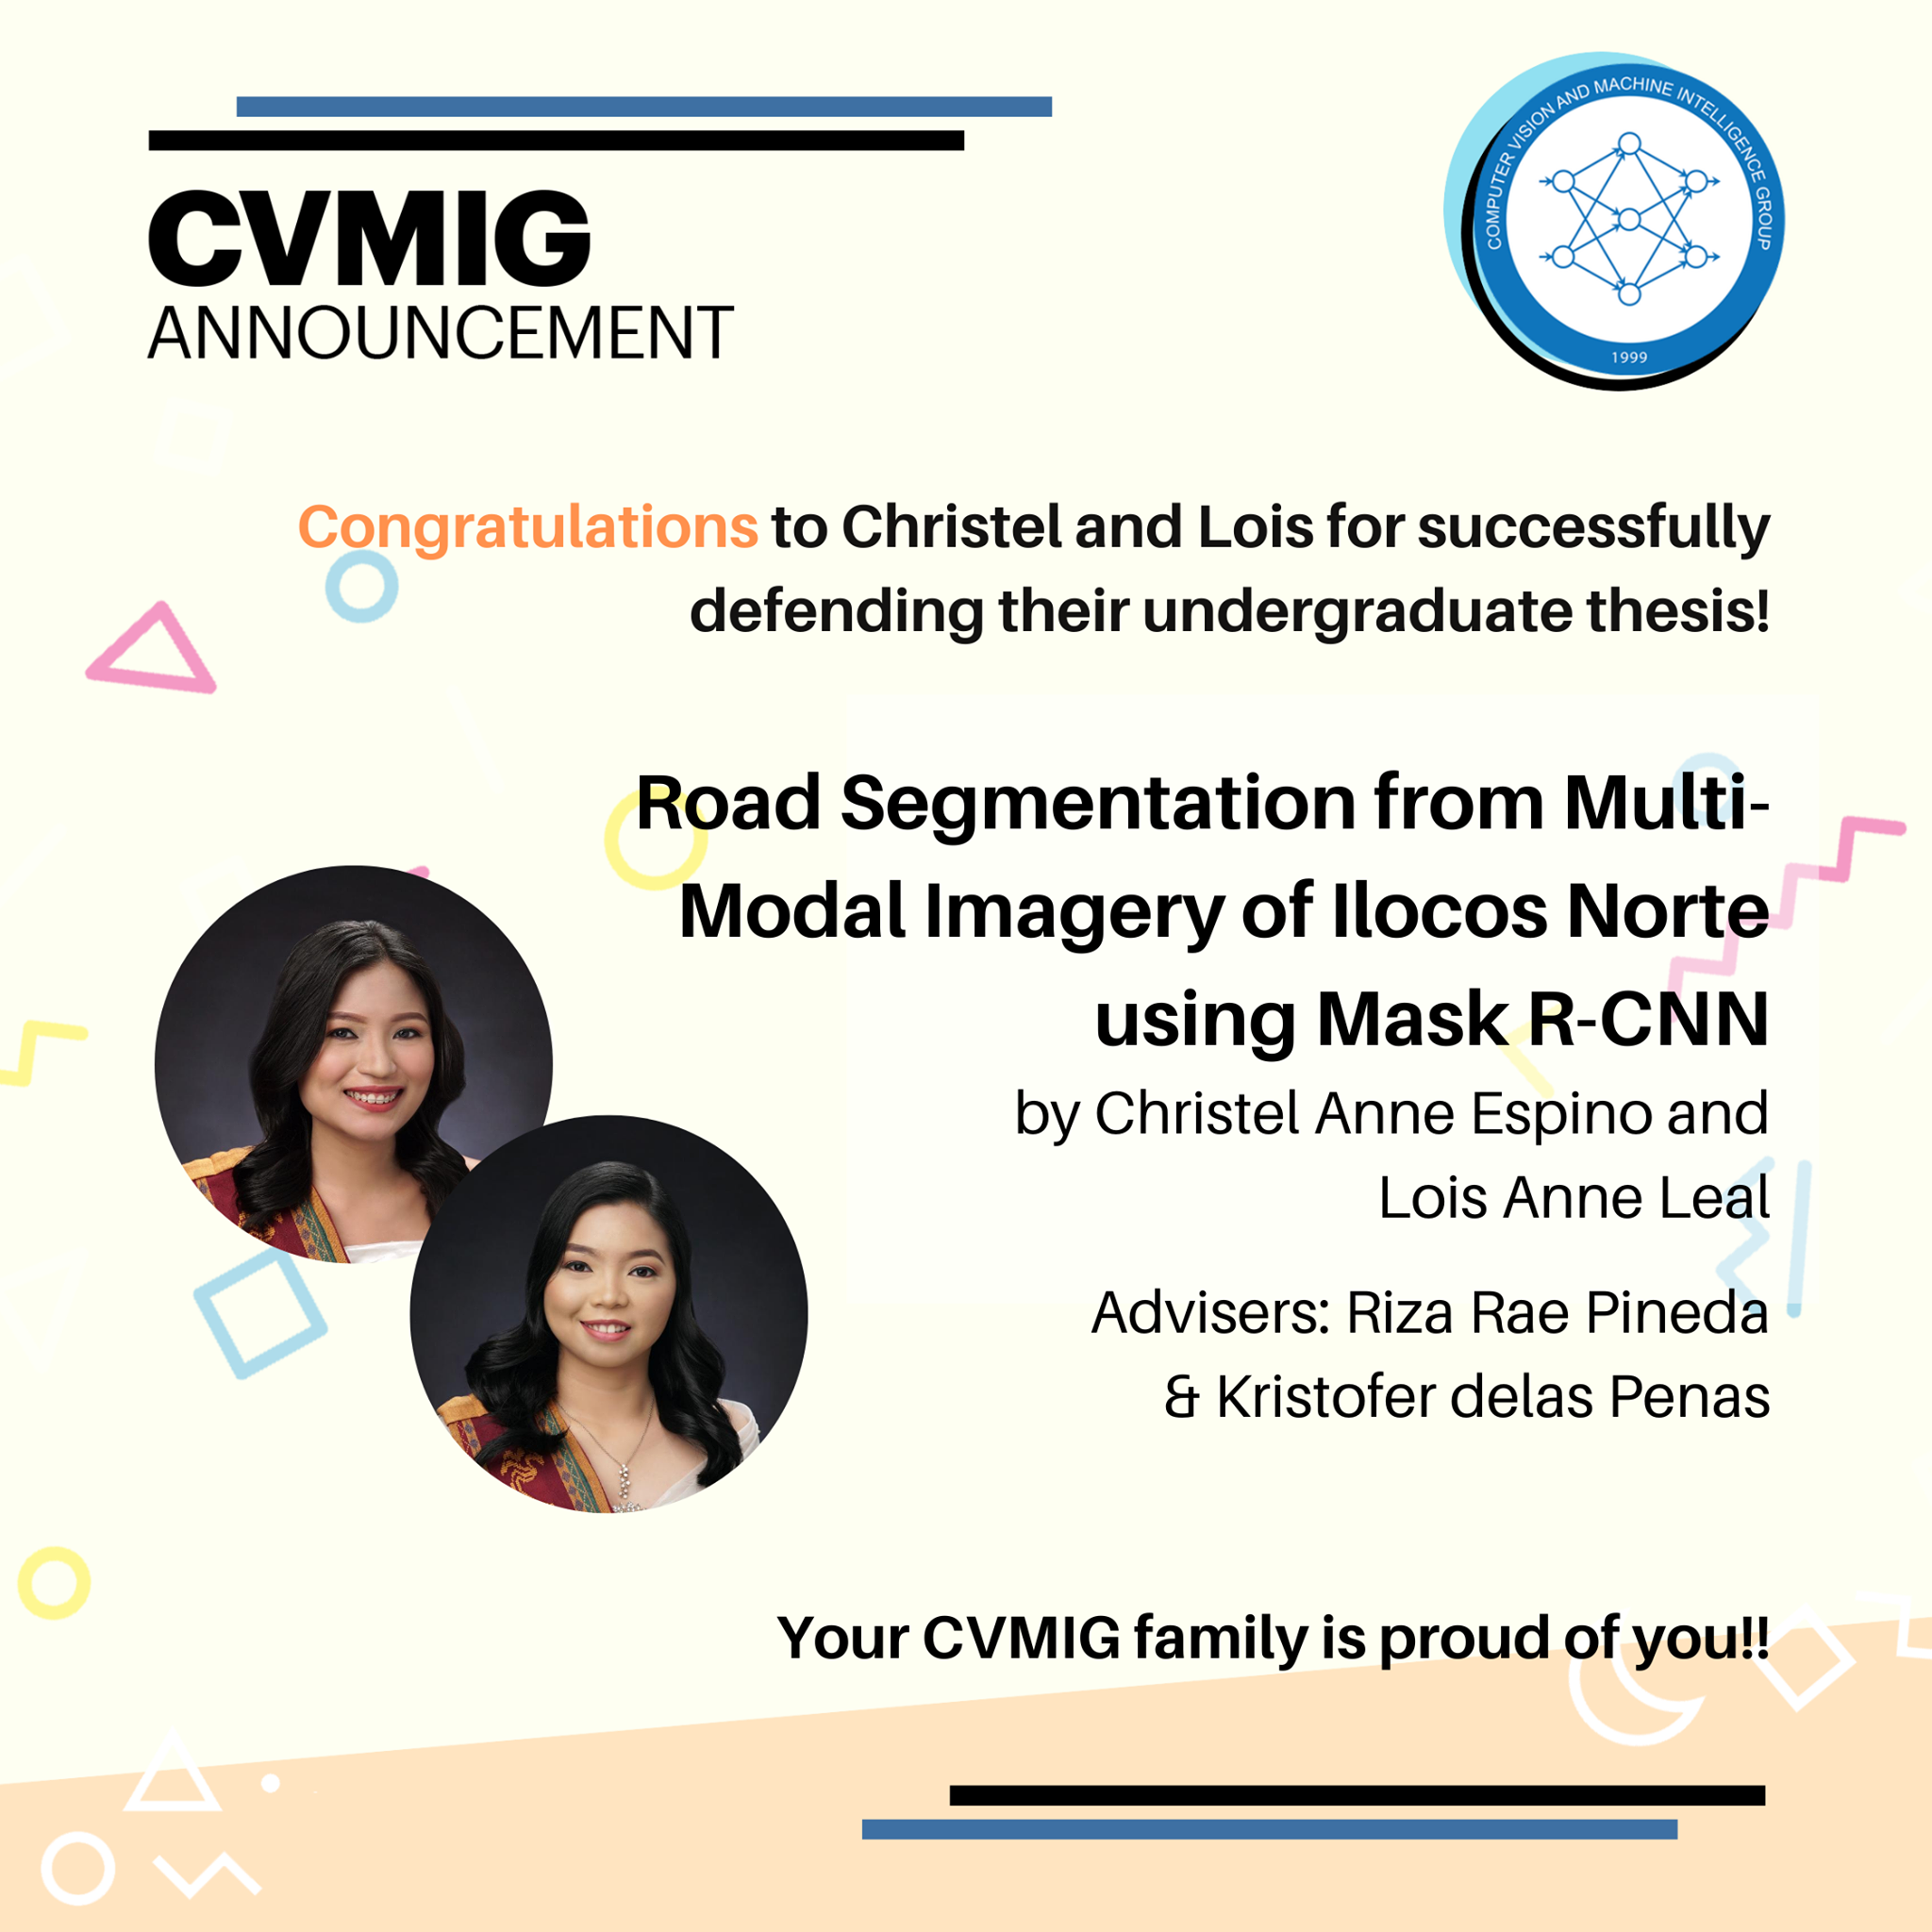 CVMIG
ANNOUNCEMENT
COMPUTER VISION AND MACHINE INTELLIGENCE GROUP
1999
Congratulations to Christel and Lois for successfully
defending their undergraduate thesis!
Road Segmentation from Multi-
Modal Imagery of Ilocos Norte
using Mask R-CNN
by Christel Anne Espino and
Lois Anne Leal
Advisers: Riza Rae Pineda
& Kristofer delas Penas
Your CVMIG family is proud of you!!